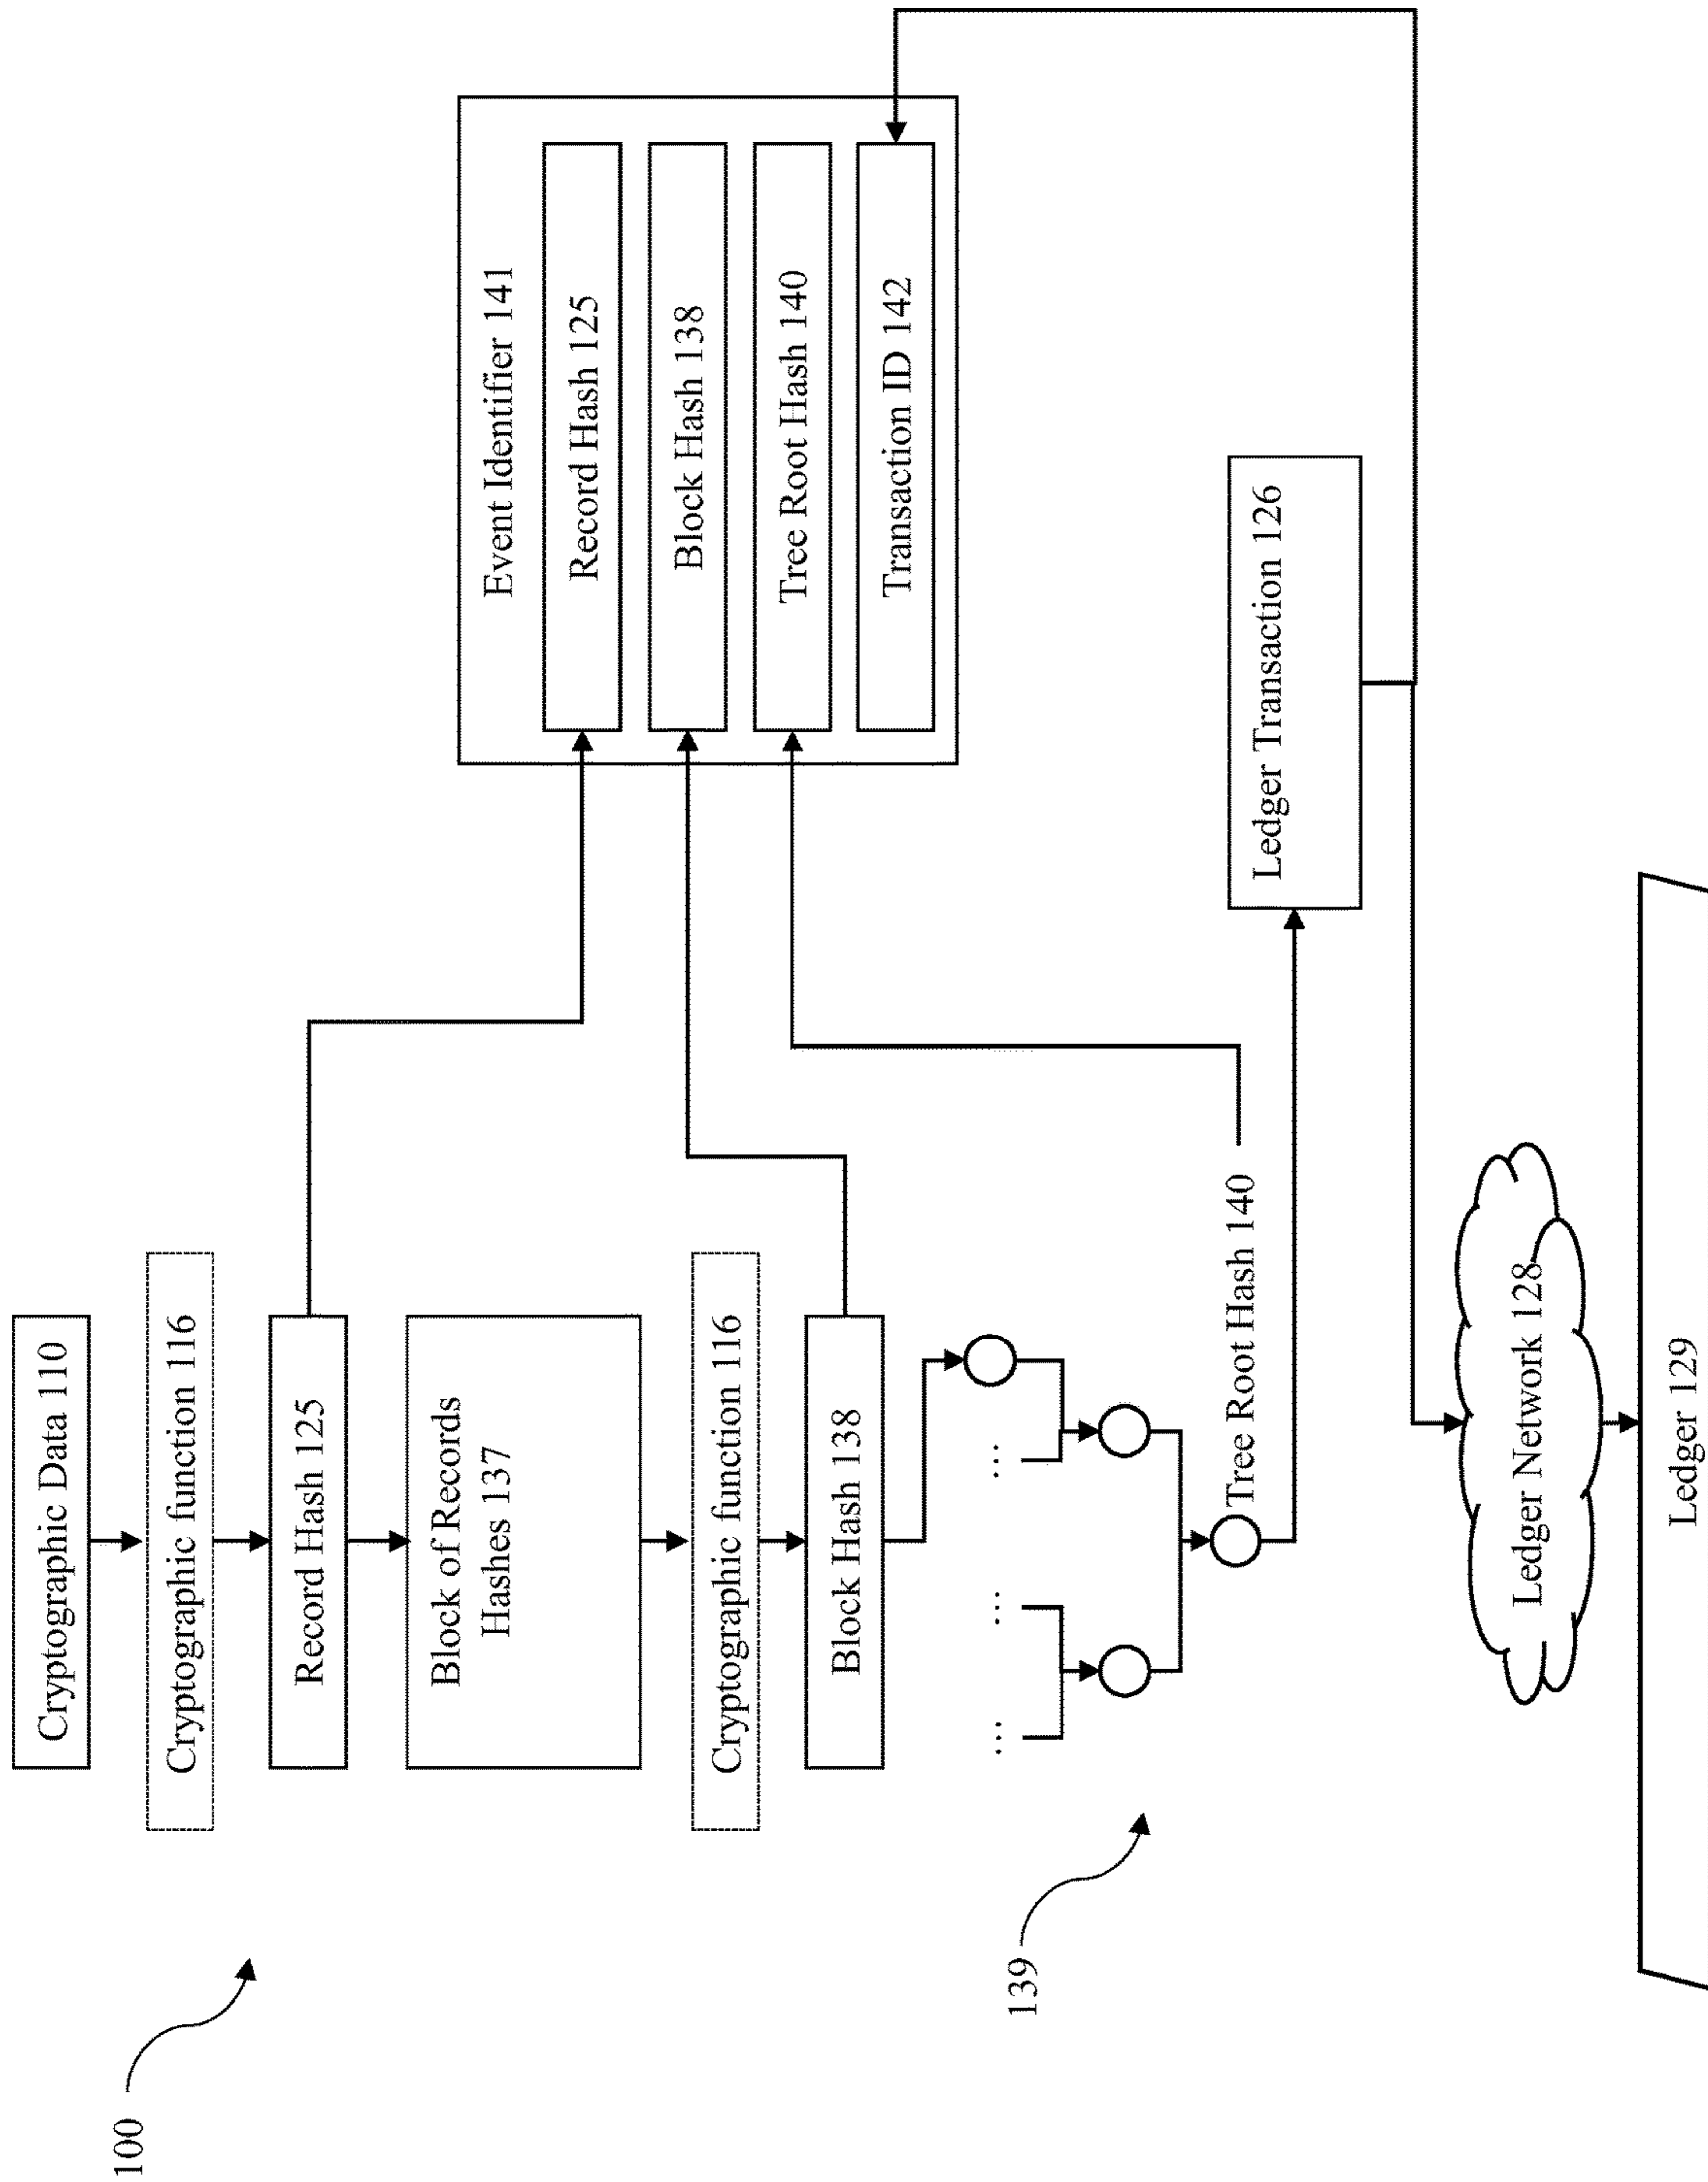 100
Cryptographic Data 110
Cryptographic function 116
Record Hash 125
Block of Records
Hashes 137
Cryptographic function 116
Block Hash 138
...
...
...
139
Tree Root Hash 140
Event Identifier 141
Record Hash 125
Block Hash 138
Tree Root Hash 140
Transaction ID 142
Ledger Transaction 126
Ledger Network 128
Ledger 129